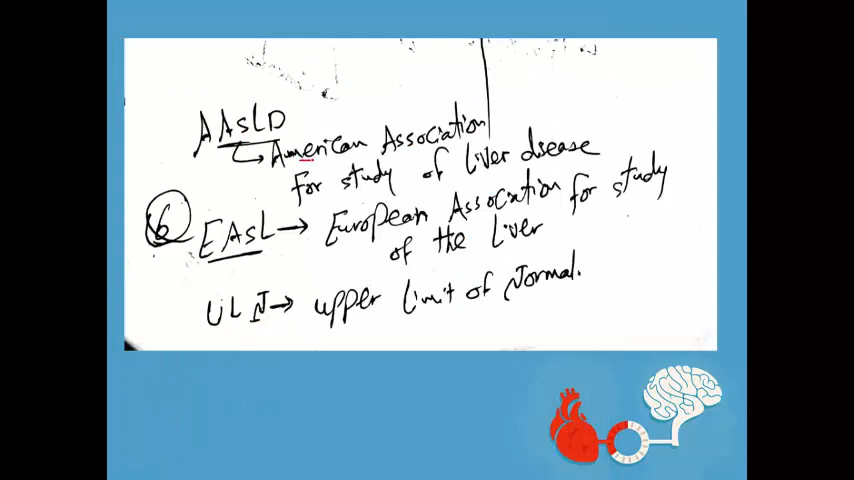 AASLD
↳ American Association
for study of liver disease
6 EASL → European Association for study
of the Liver
ULN → upper limit of Normal.